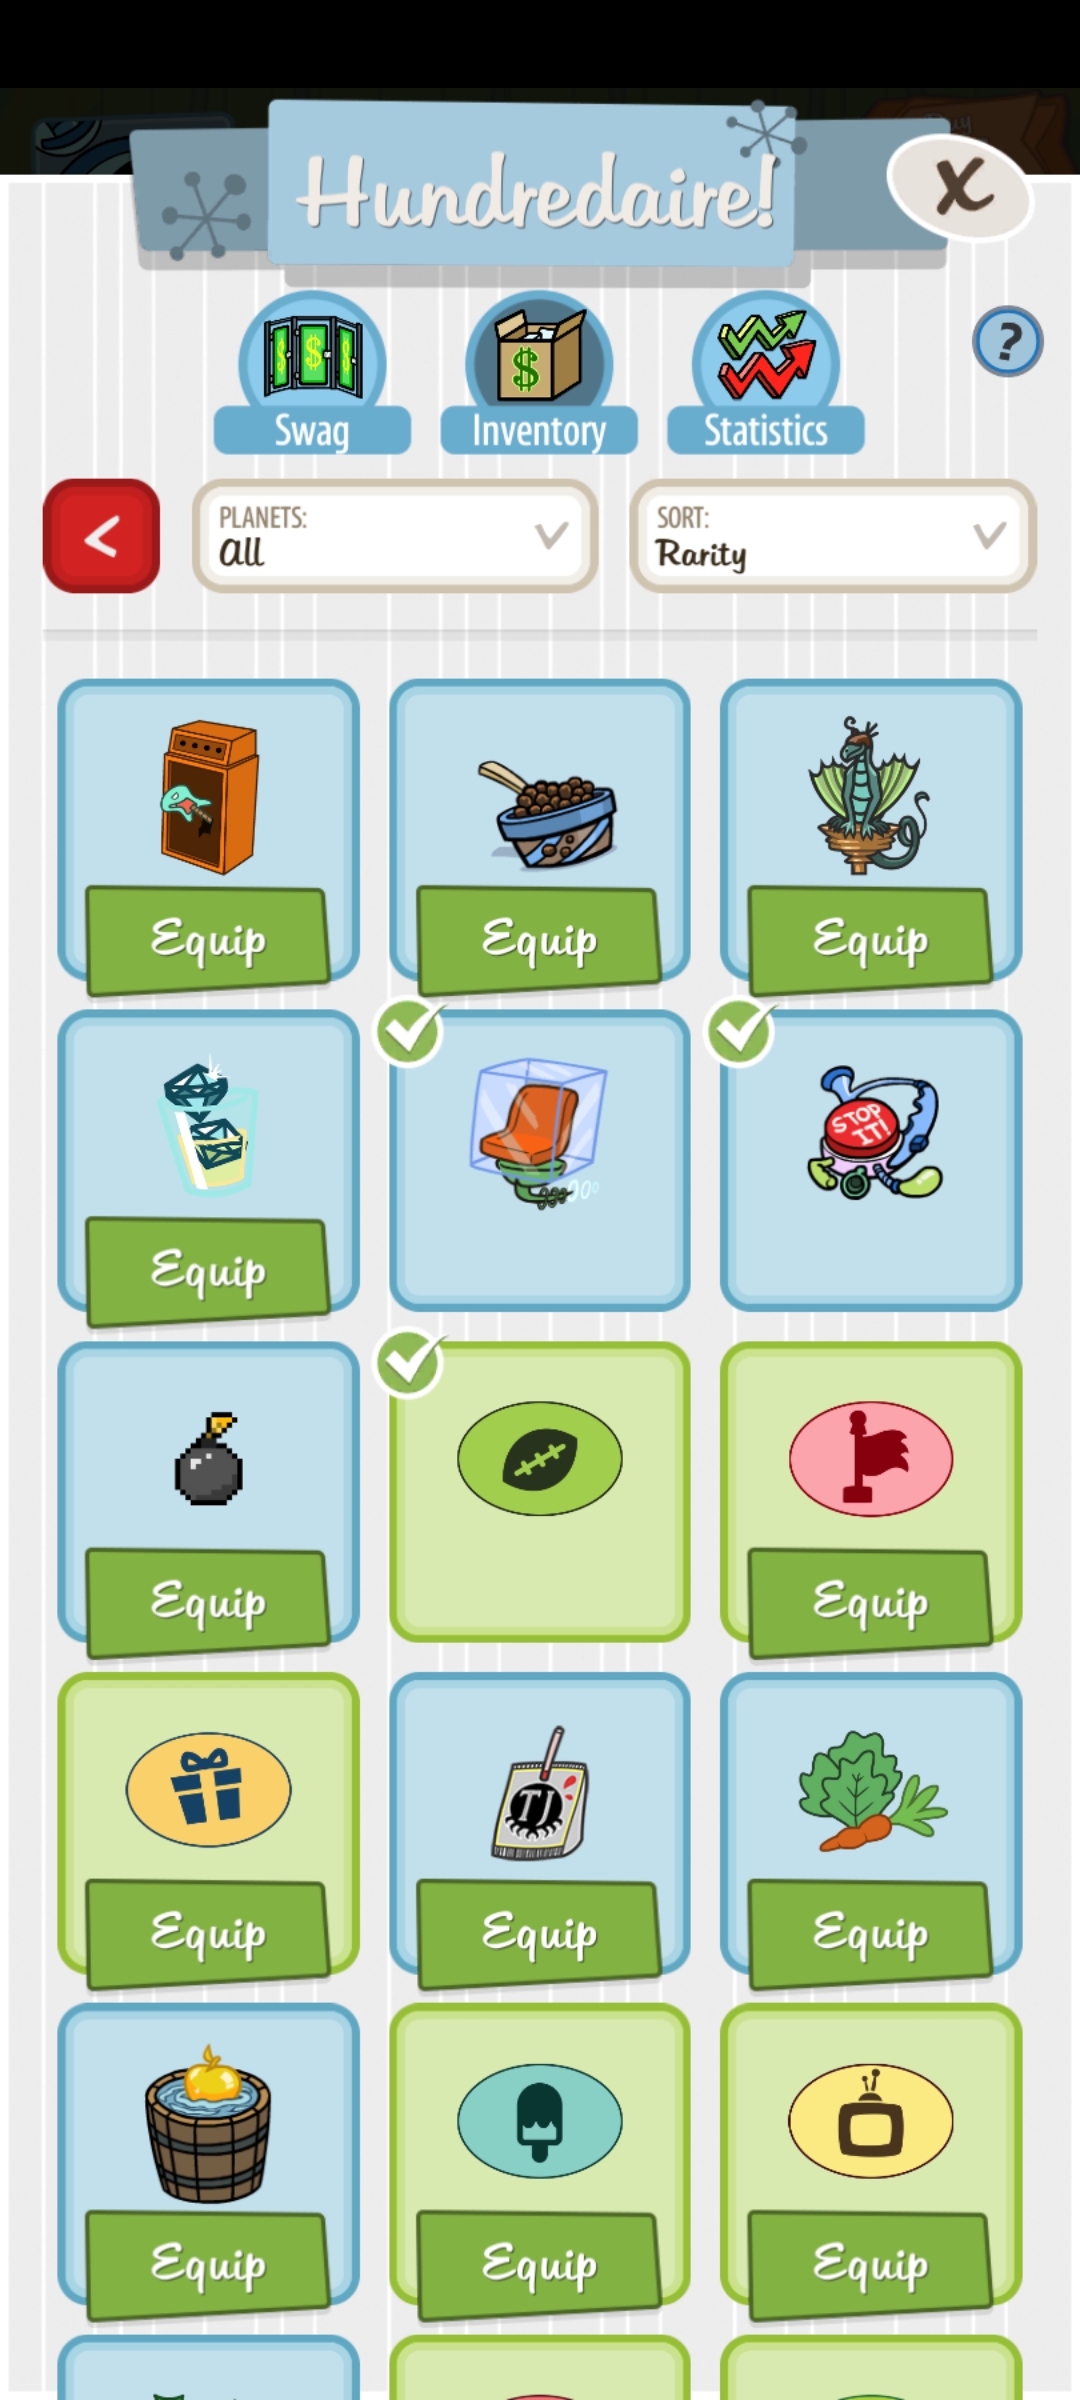 Hundredaire!
X
?
$ $ $
$
Swag
Inventory
Statistics
<
PLANETS:
All
SORT:
Rarity
Equip
Equip
Equip
Equip
STOP
IT!
Equip
Equip
Equip
TJ
Equip
Equip
Equip
Equip
Equip